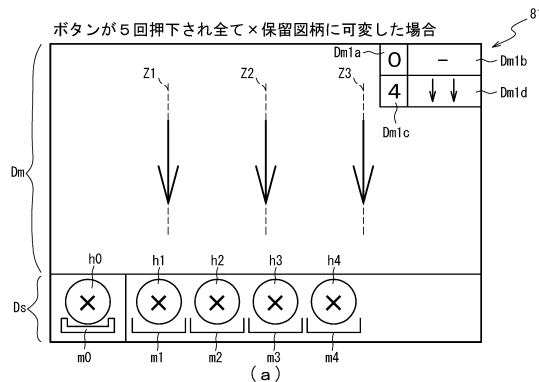 ボタンが5回押下され全て×保留図柄に可変した場合
81
Dm1a
0
-
Dm1b
Z1
Z2
Z3
4
↓↓
Dm1d
Dm1c
Dm
h0
h1
h2
h3
h4
×
×
×
×
×
Ds
m0
m1
m2
m3
m4
(a)